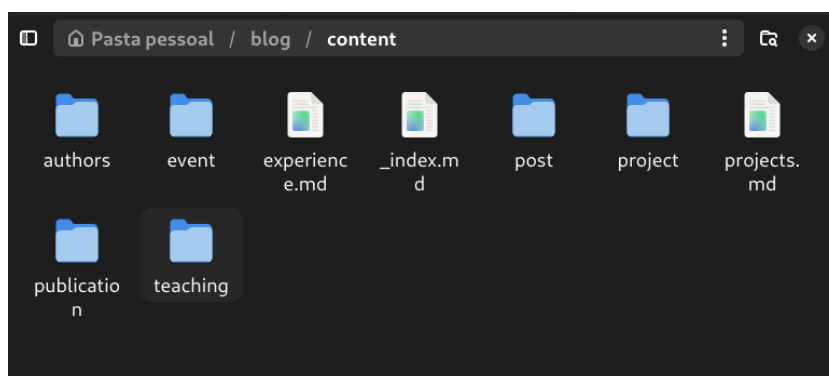 Pasta pessoal / blog / content
authors
event
experienc
e.md
_index.m
d
post
project
projects.
md
publicatio
n
teaching